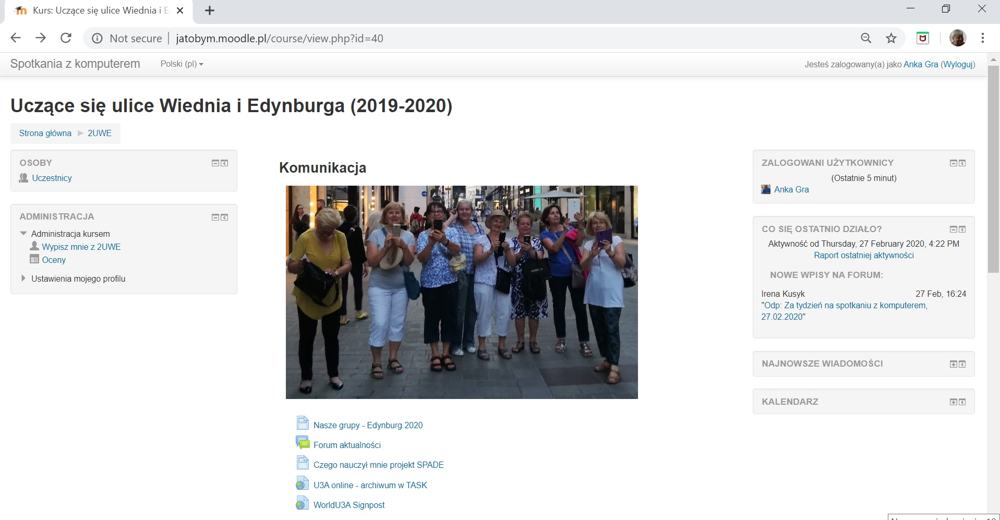 Kurs: Uczące się ulice Wiednia i E
Not secure
jatobym.moodle.pl/course/view.php?id=40
Spotkania z komputerem
Polski (pl)
Jesteś zalogowany(a) jako Anka Gra (Wyloguj)
Uczące się ulice Wiednia i Edynburga (2019-2020)
Strona główna
2UWE
OSOBY
Uczestnicy
ADMINISTRACJA
Administracja kursem
Wypisz mnie z 2UWE
Oceny
Ustawienia mojego profilu
Komunikacja
Nasze grupy - Edynburg 2020
Forum aktualności
Czego nauczył mnie projekt SPADE
U3A online - archiwum w TASK
WorldU3A Signpost
ZALOGOWANI UŻYTKOWNICY
(Ostatnie 5 minut)
Anka Gra
CO SIĘ OSTATNIO DZIAŁO?
Aktywność od Thursday, 27 February 2020, 4:22 PM
Raport ostatniej aktywności
NOWE WPISY NA FORUM:
Irena Kusyk 27 Feb, 16:24
"Odp: Za tydzień na spotkaniu z komputerem,
27.02.2020"
NAJNOWSZE WIADOMOŚCI
KALENDARZ